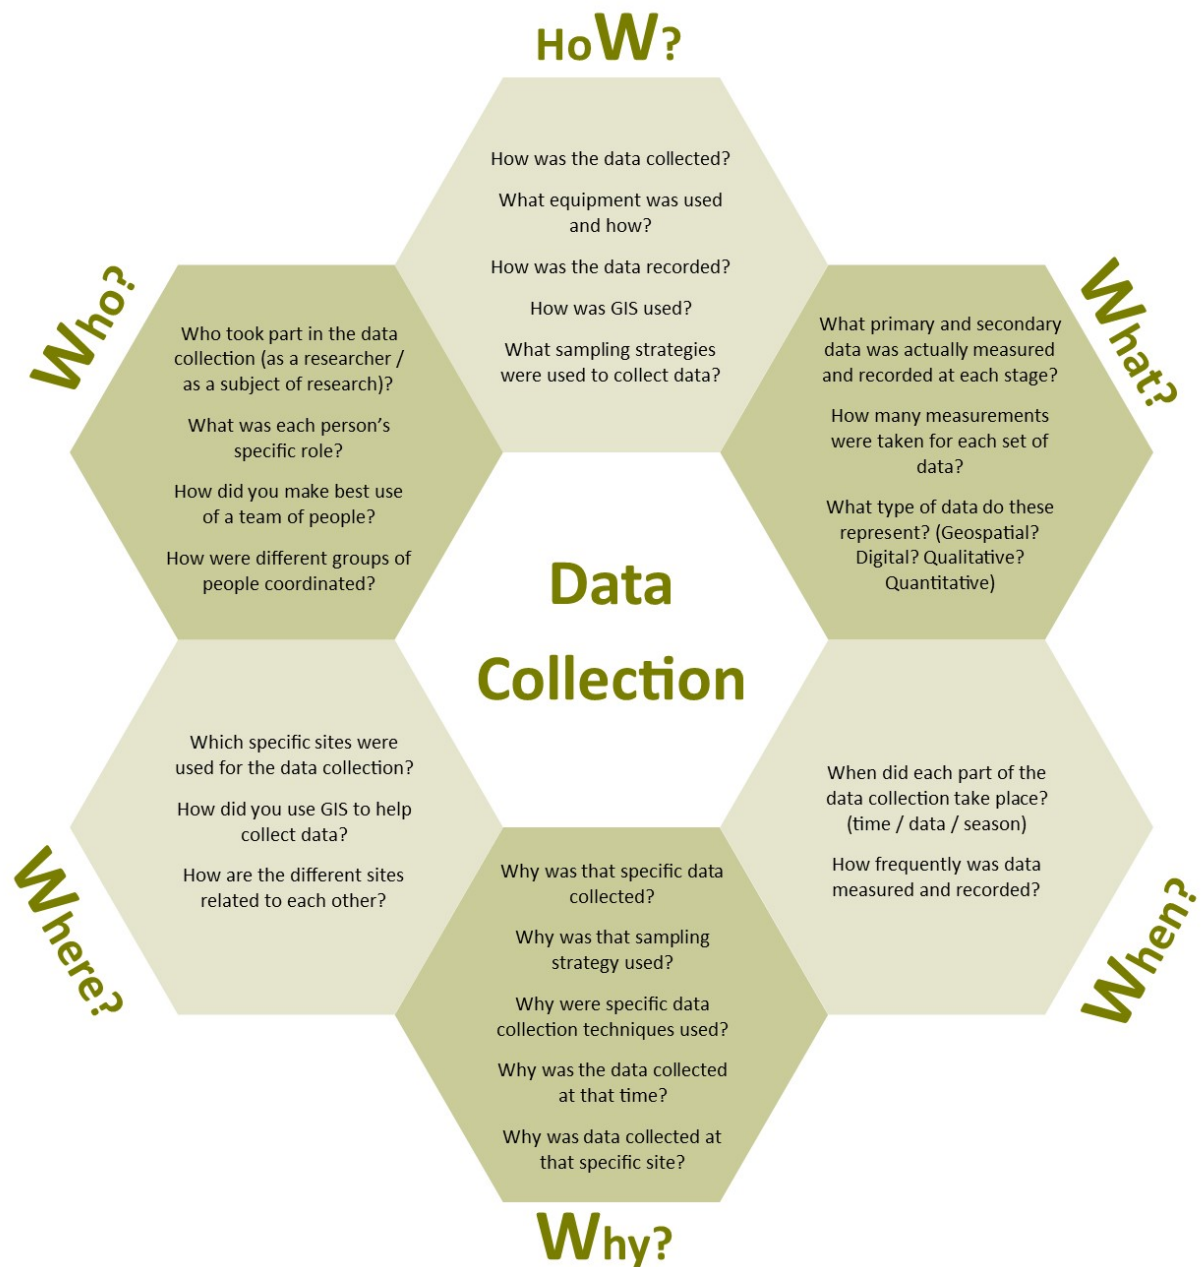 HoW?
How was the data collected?
What equipment was used
and how?
How was the data recorded?
How was GIS used?
What sampling strategies
were used to collect data?
Who?
Who took part in the data
collection (as a researcher /
as a subject of research)?
What was each person's
specific role?
How did you make best use
of a team of people?
How were different groups of
people coordinated?
What?
What primary and secondary
data was actually measured
and recorded at each stage?
How many measurements
were taken for each set of
data?
What type of data do these
represent? (Geospatial?
Digital? Qualitative?
Quantitative)
Data
Collection
Where?
Which specific sites were
used for the data collection?
How did you use GIS to help
collect data?
How are the different sites
related to each other?
When?
When did each part of the
data collection take place?
(time / data / season)
How frequently was data
measured and recorded?
Why was that specific data
collected?
Why was that sampling
strategy used?
Why were specific data
collection techniques used?
Why was the data collected
at that time?
Why was data collected at
that specific site?
Why?